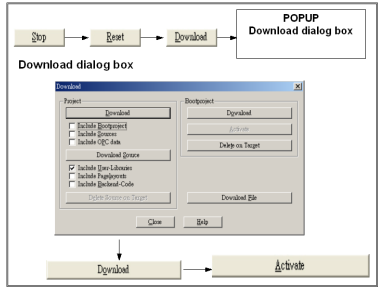 Stop
Reset
Download
POPUP
Download dialog box
Download dialog box
Download
Project
Download
Include Bootproject
Include Sources
Include OPC data
Download Source
Include User-Libraries
Include Pagelayouts
Include Backend-Code
Delete Source on Target
Bootproject
Download
Activate
Delete on Target
Download File
Close
Help
Download
Activate